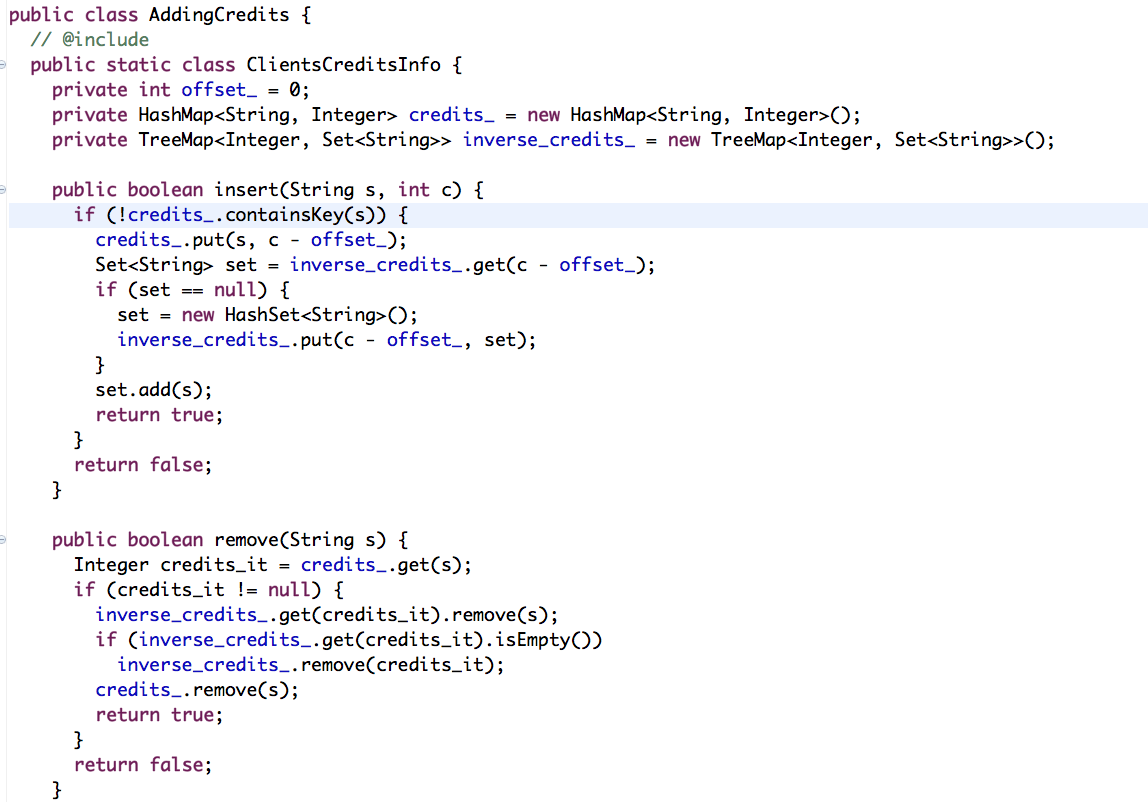 public class AddingCredits {
  // @include
  public static class ClientsCreditsInfo {
    private int offset_ = 0;
    private HashMap<String, Integer> credits_ = new HashMap<String, Integer>();
    private TreeMap<Integer, Set<String>> inverse_credits_ = new TreeMap<Integer, Set<String>>();

    public boolean insert(String s, int c) {
      if (!credits_.containsKey(s)) {
        credits_.put(s, c - offset_);
        Set<String> set = inverse_credits_.get(c - offset_);
        if (set == null) {
          set = new HashSet<String>();
          inverse_credits_.put(c - offset_, set);
        }
        set.add(s);
        return true;
      }
      return false;
    }

    public boolean remove(String s) {
      Integer credits_it = credits_.get(s);
      if (credits_it != null) {
        inverse_credits_.get(credits_it).remove(s);
        if (inverse_credits_.get(credits_it).isEmpty())
          inverse_credits_.remove(credits_it);
        credits_.remove(s);
        return true;
      }
      return false;
    }